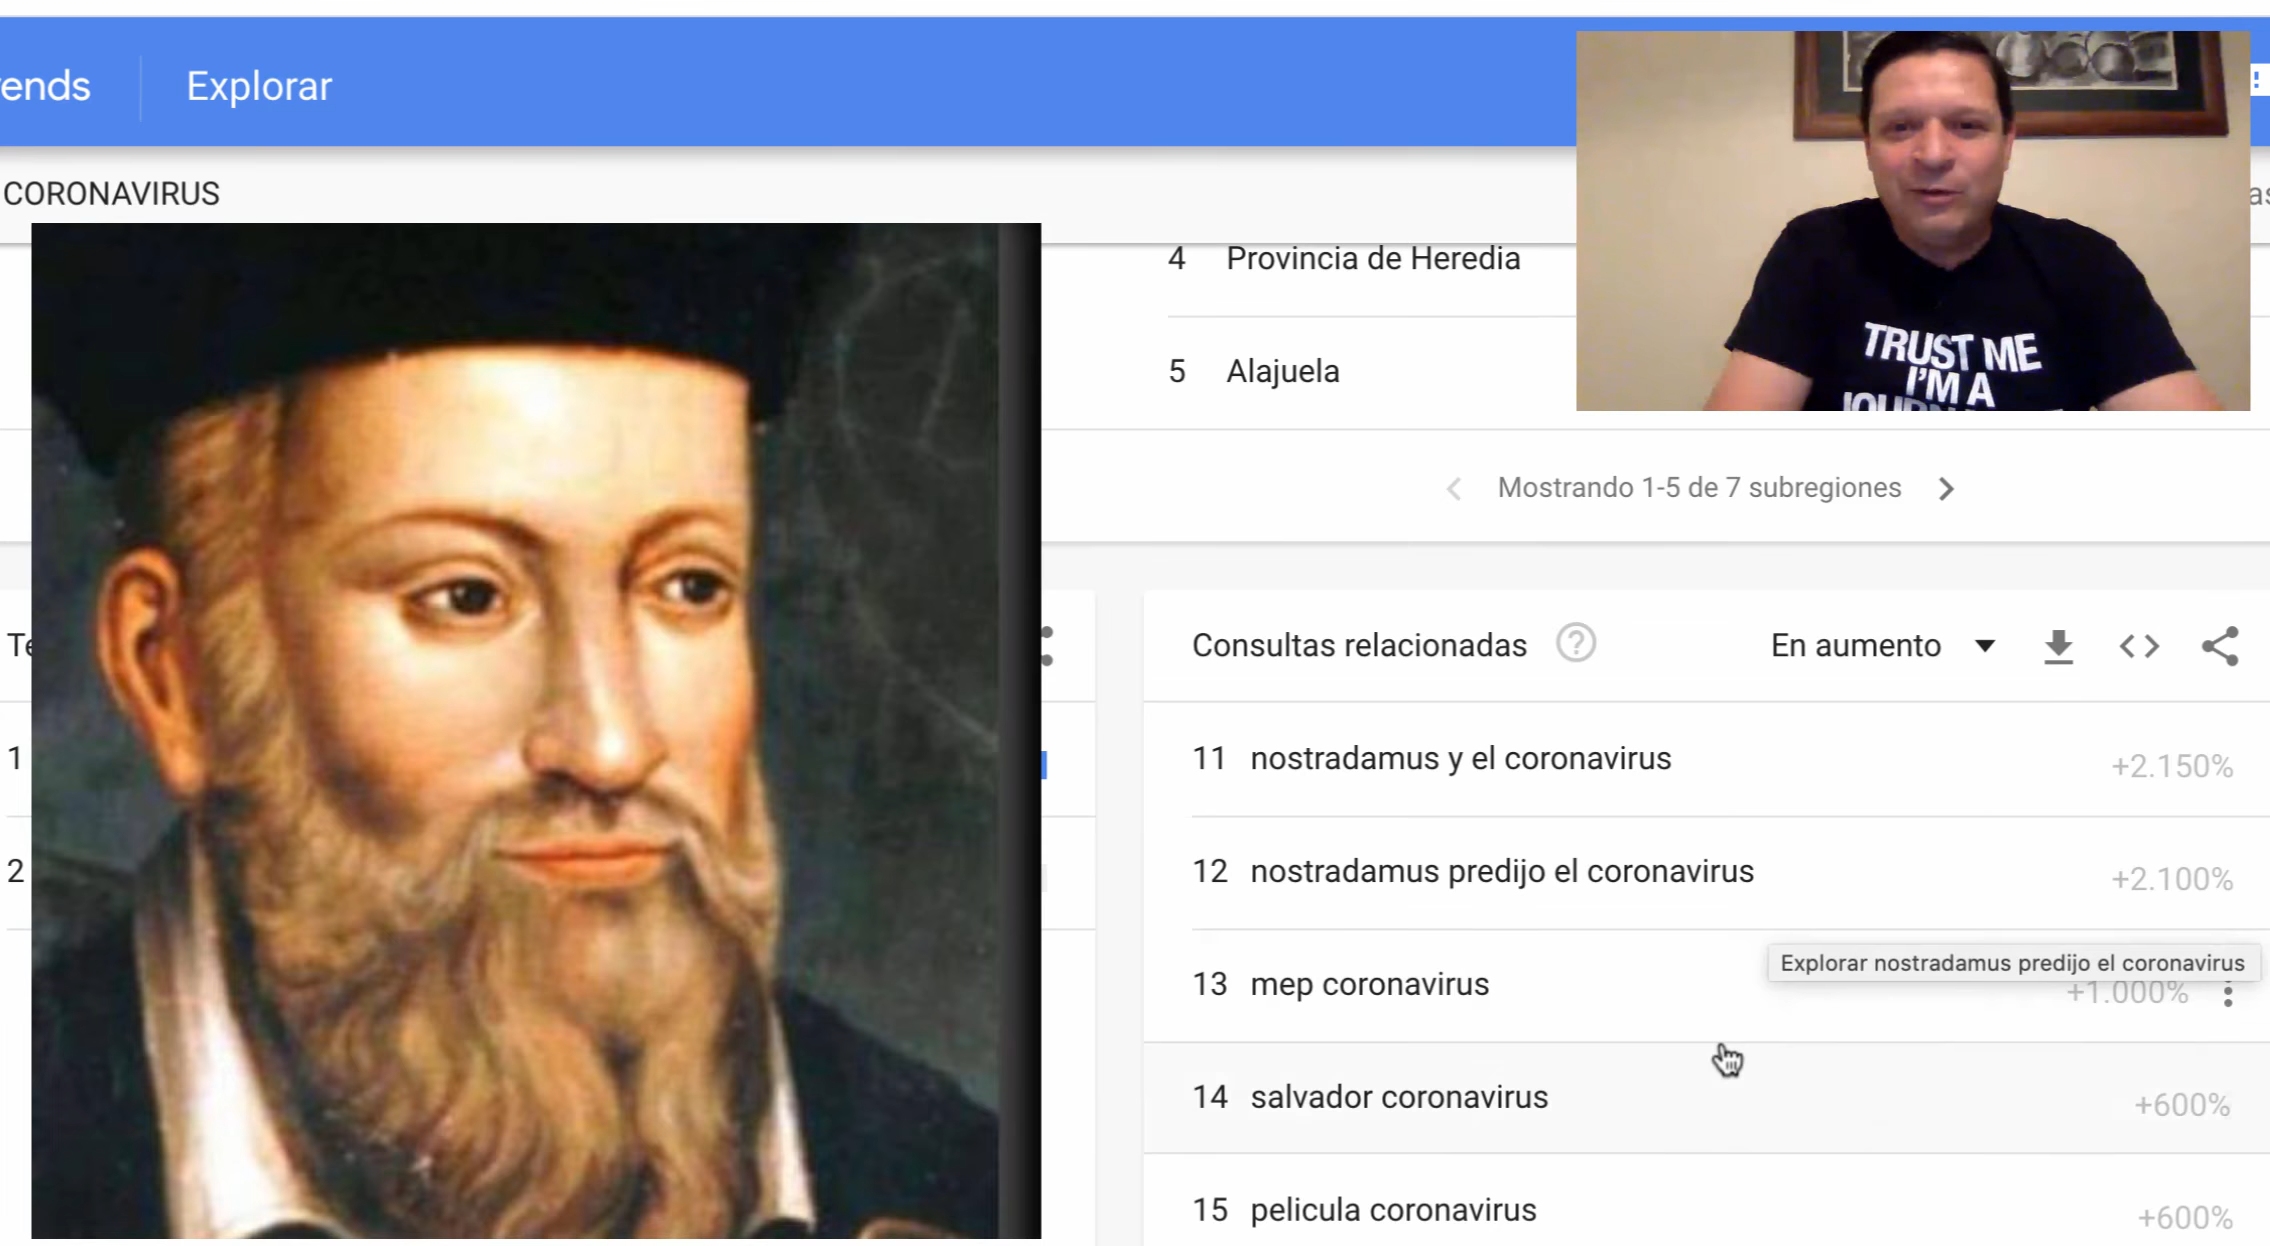 Explorar
CORONAVIRUS
4 Provincia de Heredia
5 Alajuela
TRUST ME
I'M A
Mostrando 1-5 de 7 subregiones
Consultas relacionadas
En aumento
1
2
11 nostradamus y el coronavirus +2.150%
12 nostradamus predijo el coronavirus +2.100%
Explorar nostradamus predijo el coronavirus
13 mep coronavirus +1.000%
14 salvador coronavirus +600%
15 pelicula coronavirus +600%